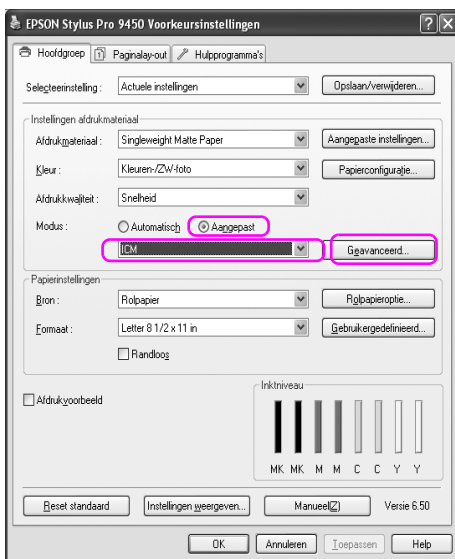 EPSON Stylus Pro 9450 Voorkeursinstellingen
Hoofdgroep Paginalay-out Hulpprogramma's
Selecteerinstelling : Actuele instellingen Opslaan/verwijderen...
Instellingen afdrukmateriaal
Afdrukmateriaal : Singleweight Matte Paper Aangepaste instellingen...
Kleur : Kleuren-/ZW-foto Papierconfiguratie...
Afdrukkwaliteit : Snelheid
Modus : Automatisch Aangepast
ICM Geavanceerd...
Papierinstellingen
Bron : Rolpapier Rolpapieroptie...
Formaat : Letter 8 1/2 x 11 in Gebruikergedefinieerd...
Randloos
Afdrukvoorbeeld
Inktniveau
MK MK M M C C Y Y
Reset standaard Instellingen weergeven... Manueel(Z) Versie 6.50
OK Annuleren Toepassen Help